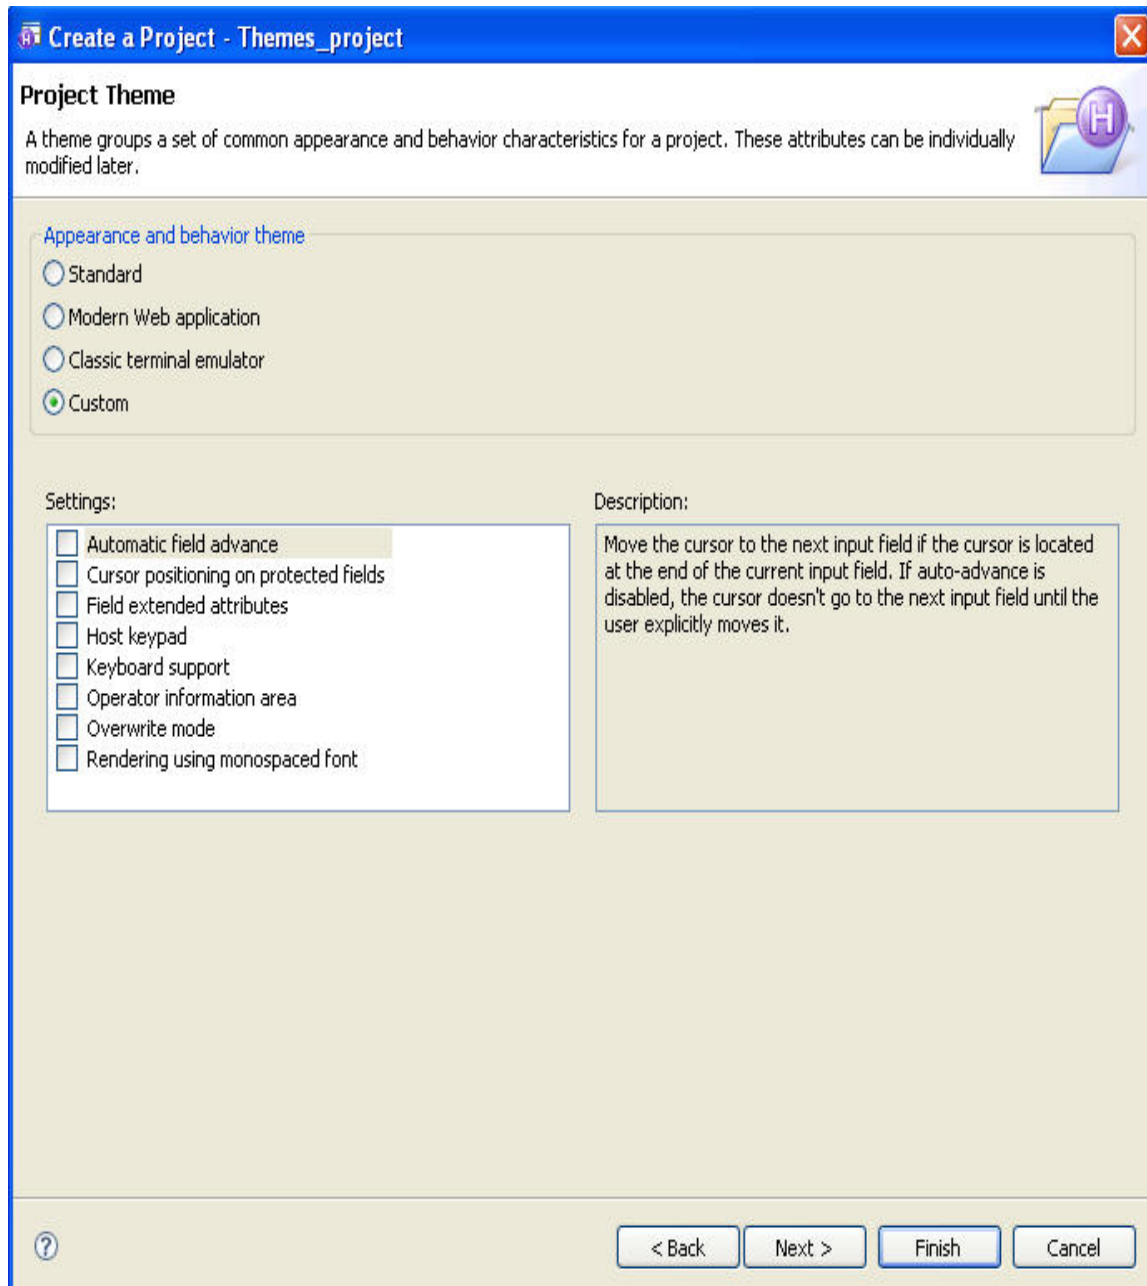 Create a Project - Themes_project
Project Theme
A theme groups a set of common appearance and behavior characteristics for a project. These attributes can be individually
modified later.
H
Appearance and behavior theme
Standard
Modern Web application
Classic terminal emulator
Custom
Settings:
Automatic field advance
Cursor positioning on protected fields
Field extended attributes
Host keypad
Keyboard support
Operator information area
Overwrite mode
Rendering using monospaced font
Description:
Move the cursor to the next input field if the cursor is located
at the end of the current input field. If auto-advance is
disabled, the cursor doesn't go to the next input field until the
user explicitly moves it.
?
< Back
Next >
Finish
Cancel